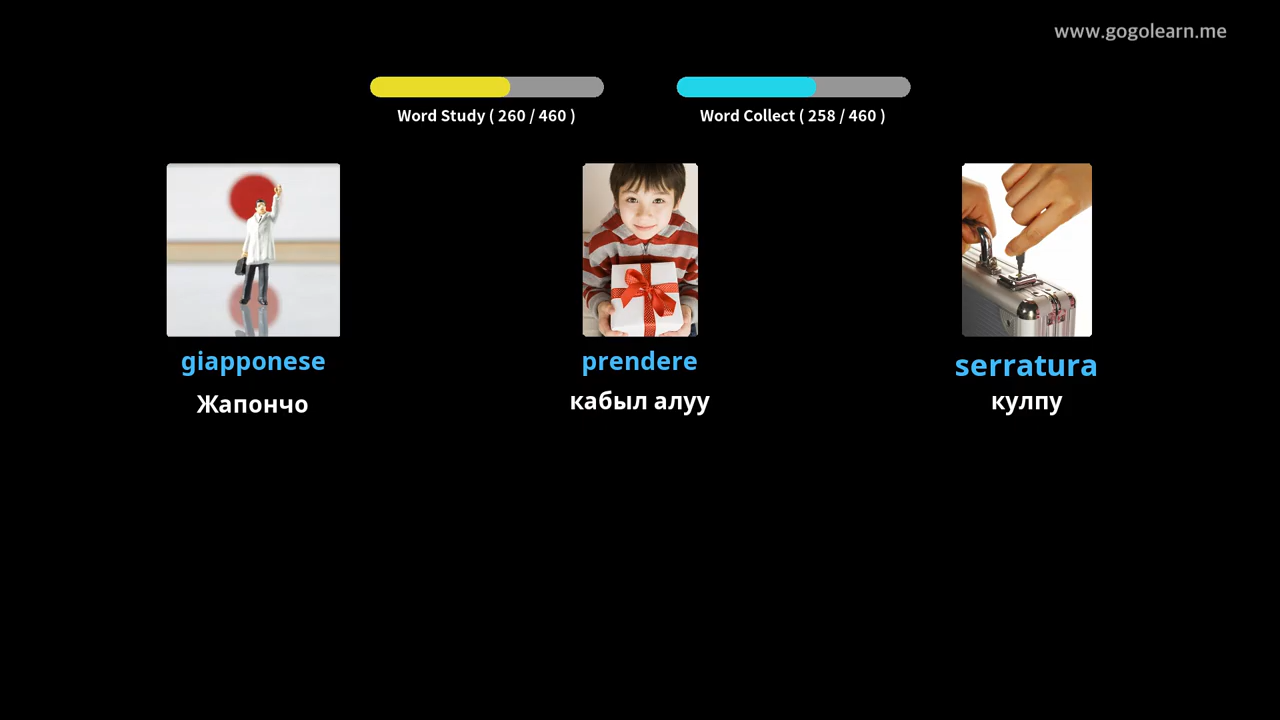 www.gogolearn.me
Word Study ( 260 / 460 )
Word Collect ( 258 / 460 )
giapponese
Жапончо
prendere
кабыл алуу
serratura
кулпу